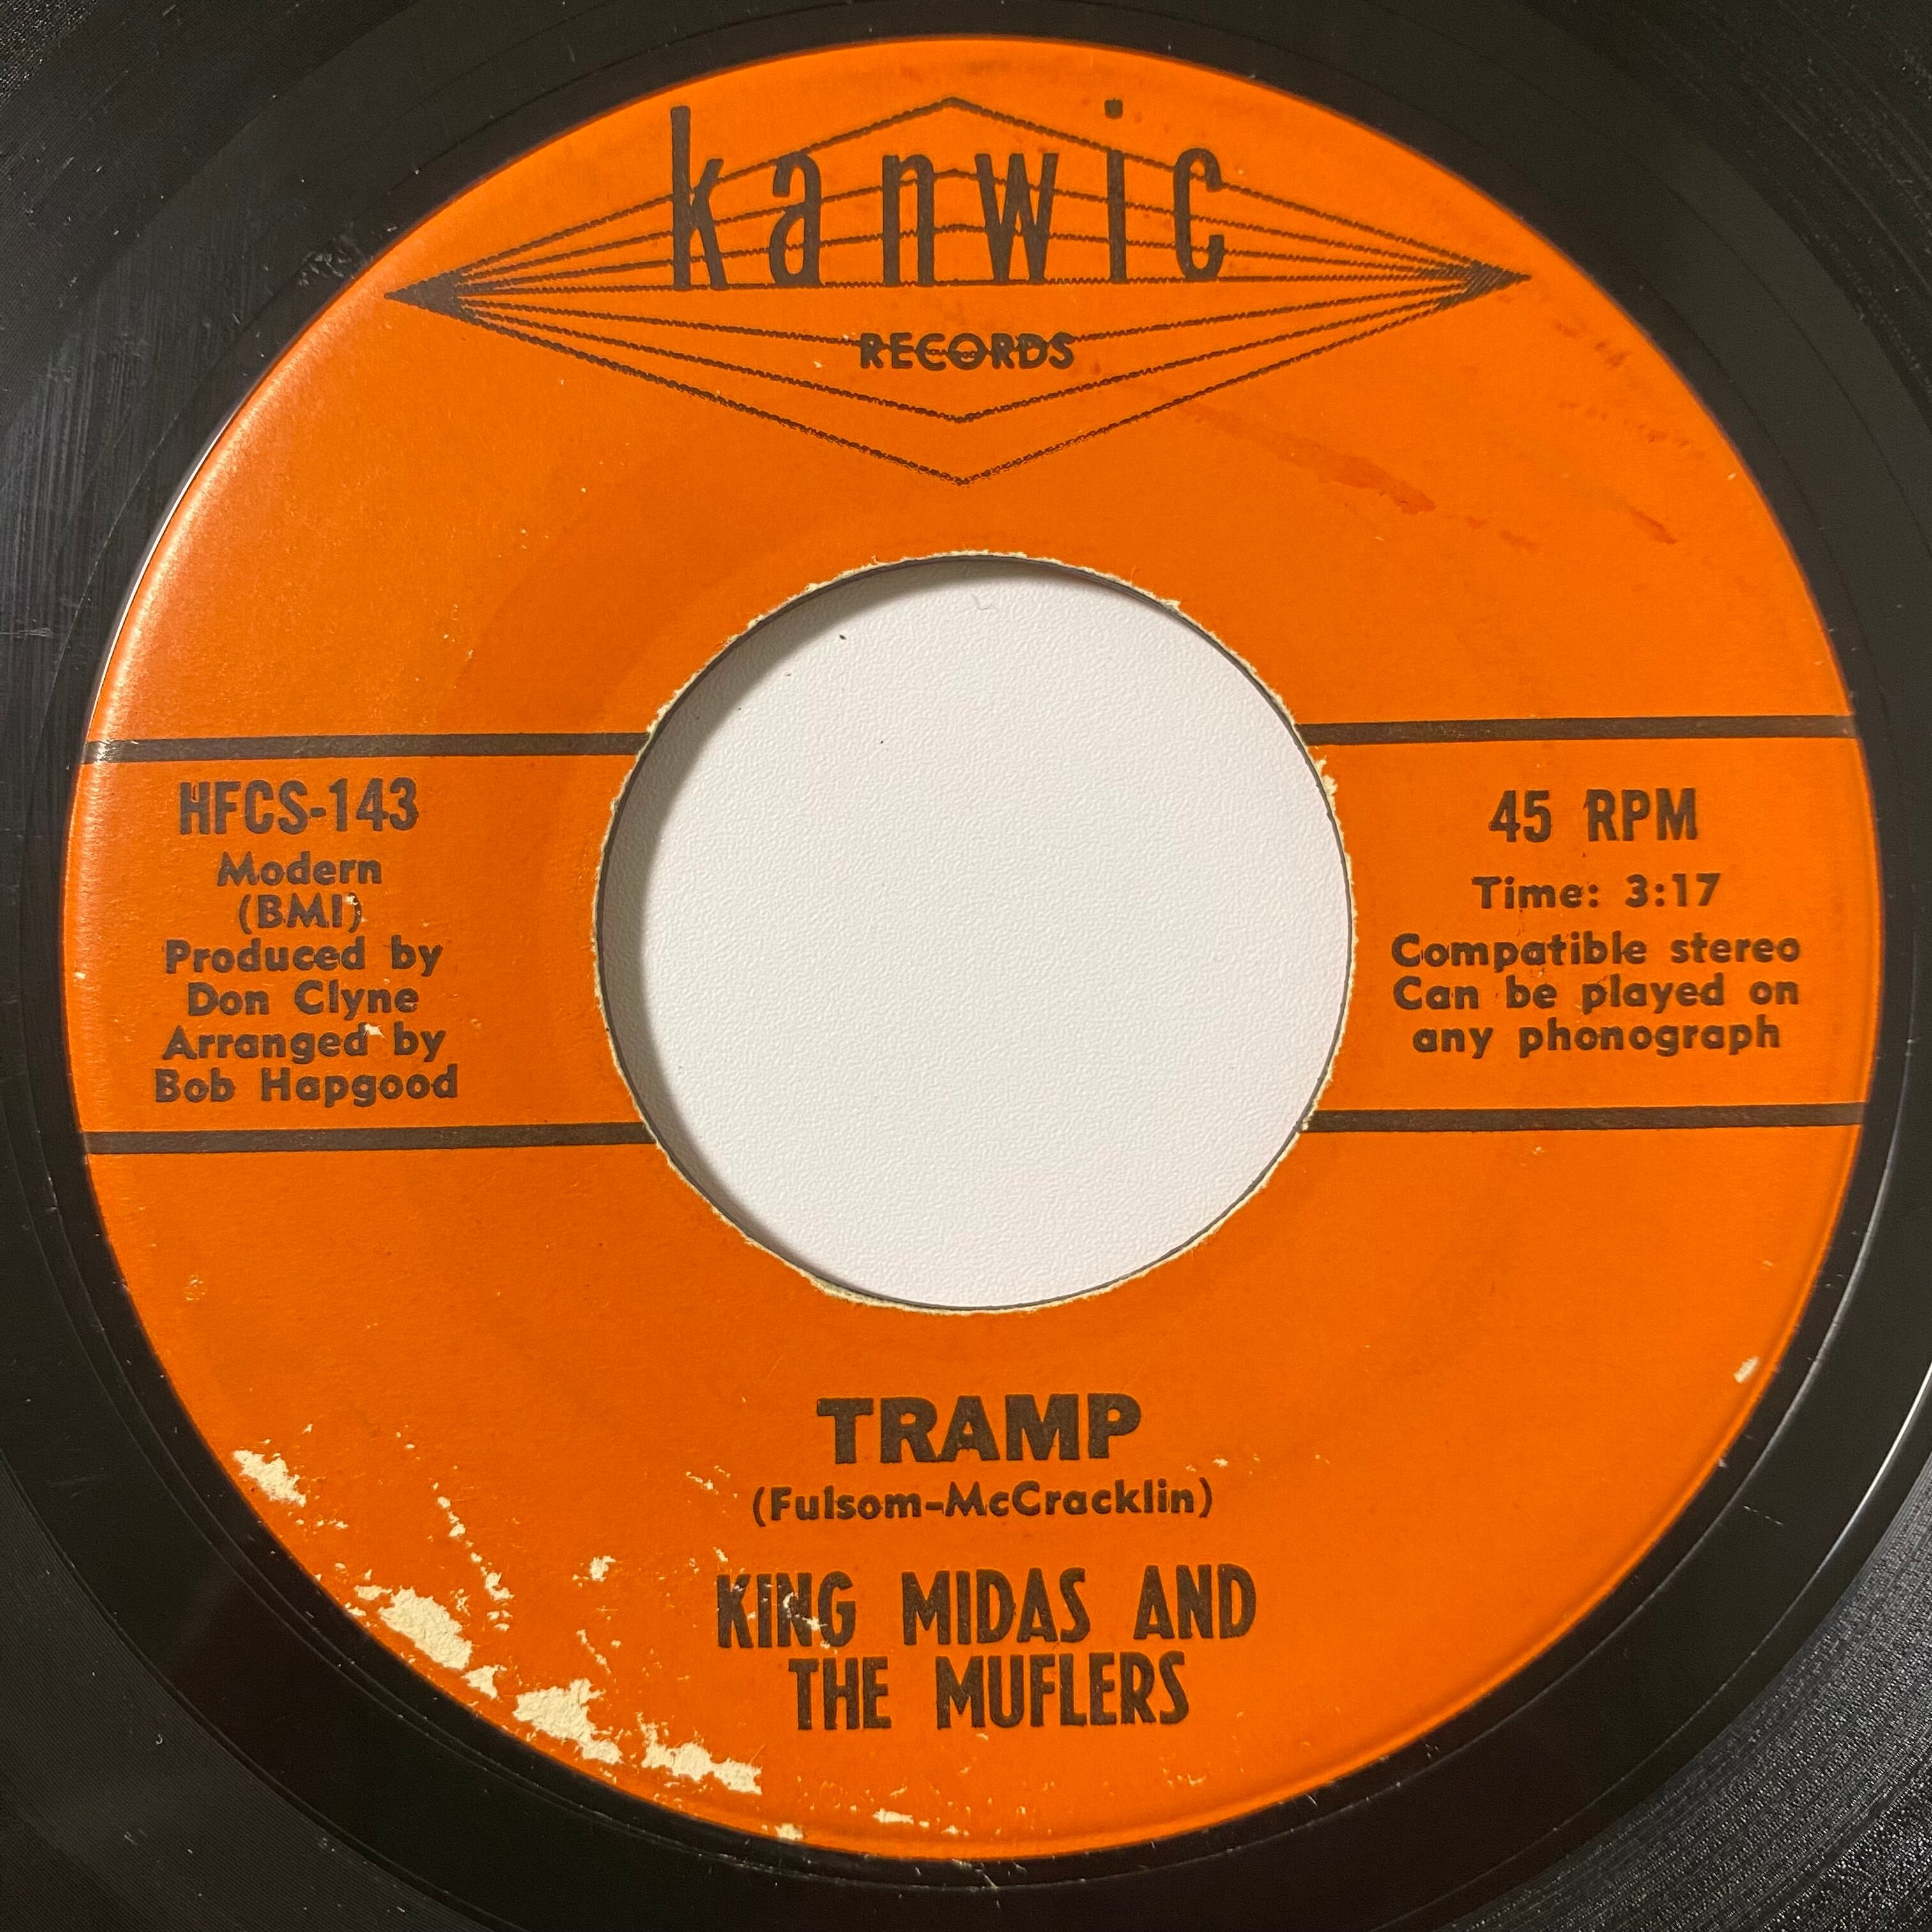 kanwic
RECORDS
HFCS-143
Modern
(BMI)
Produced by
Don Clyne
Arranged by
Bob Hapgood
45 RPM
Time: 3:17
Compatible stereo
Can be played on
any phonograph
TRAMP
(Fulsom-McCracklin)
KING MIDAS AND
THE MUFLERS